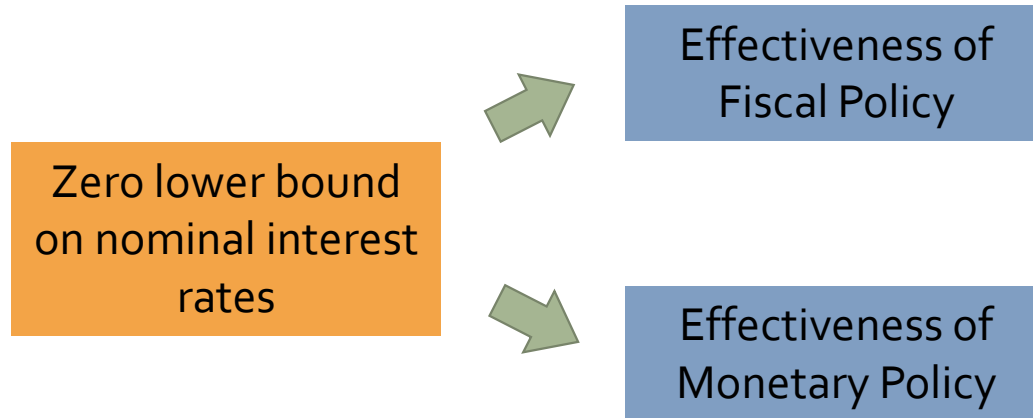 Effectiveness of
Fiscal Policy
Zero lower bound
on nominal interest
rates
Effectiveness of
Monetary Policy